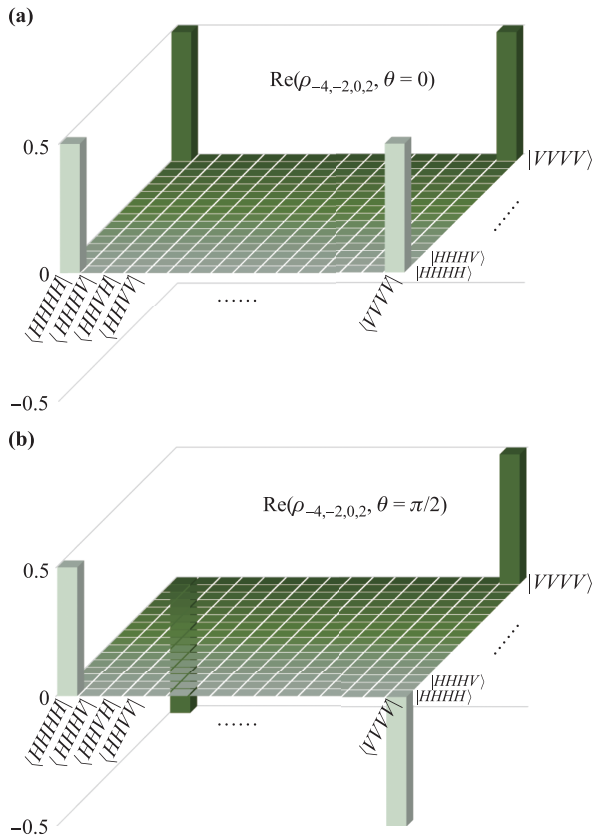 (a)
Re(ρ₋₄,₋₂,₀,₂, θ = 0)
0.5
|VVVV⟩
......
|HHHV⟩
0
|HHHH⟩
⟨HHHH|
⟨HHHV|
⟨HHVH|
⟨HHVV|
......
⟨VVVV|
−0.5
(b)
Re(ρ₋₄,₋₂,₀,₂, θ = π/2)
0.5
|VVVV⟩
......
|HHHV⟩
0
|HHHH⟩
⟨HHHH|
⟨HHHV|
⟨HHVH|
⟨HHVV|
......
⟨VVVV|
−0.5